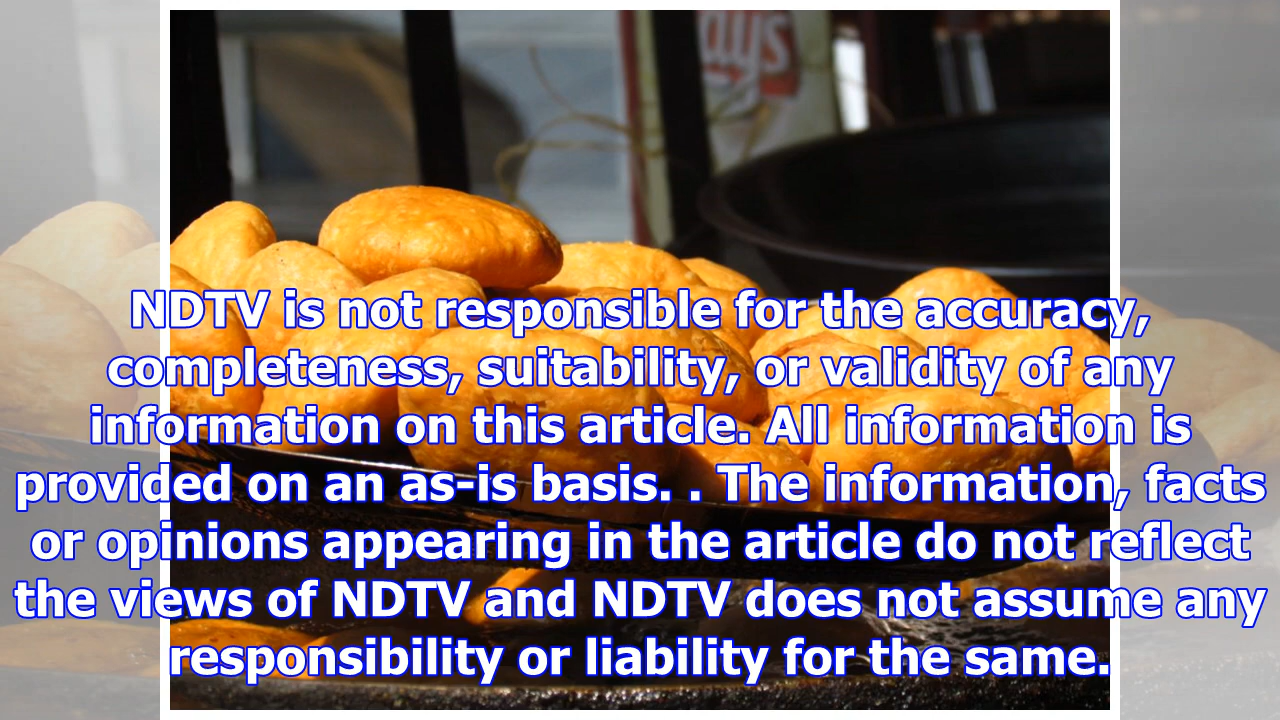 NDTV is not responsible for the accuracy,
completeness, suitability, or validity of any
information on this article. All information is
provided on an as-is basis. . The information, facts
or opinions appearing in the article do not reflect
the views of NDTV and NDTV does not assume any
responsibility or liability for the same.